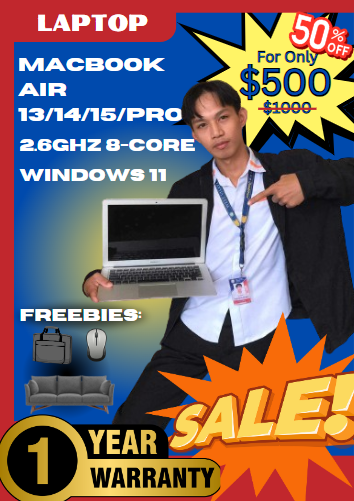 LAPTOP
50%
OFF
For Only
$500
$1000
MACBOOK
AIR
13/14/15/PRO
2.6GHZ 8-CORE
WINDOWS 11
FREEBIES:
SALE!
1 YEAR
WARRANTY